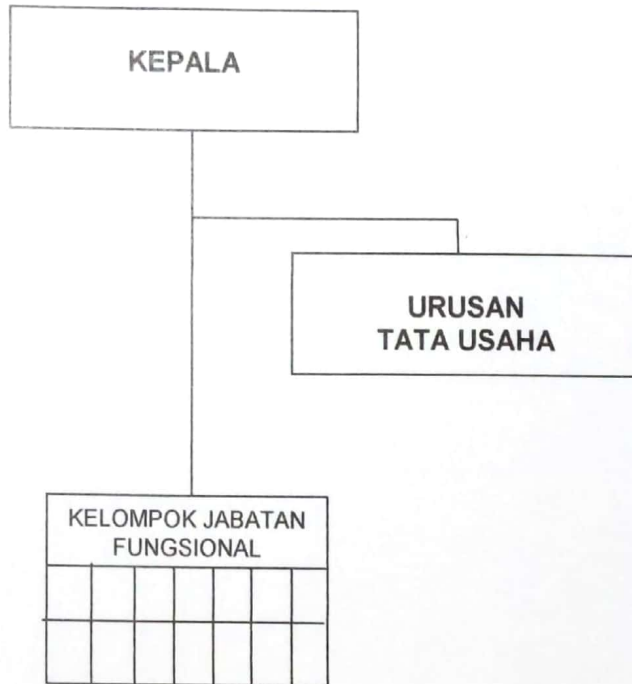 KEPALA
URUSAN
TATA USAHA
KELOMPOK JABATAN
FUNGSIONAL